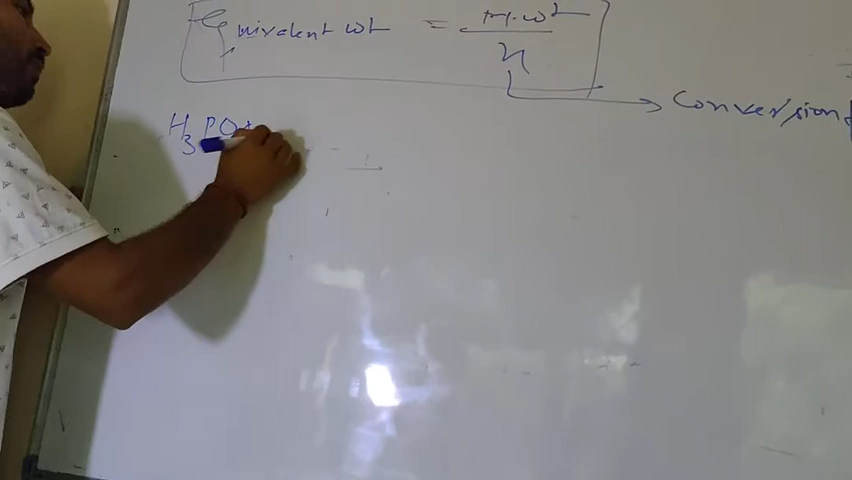 Equivalent wt = M.wt
n
Conversion f
H3PO4